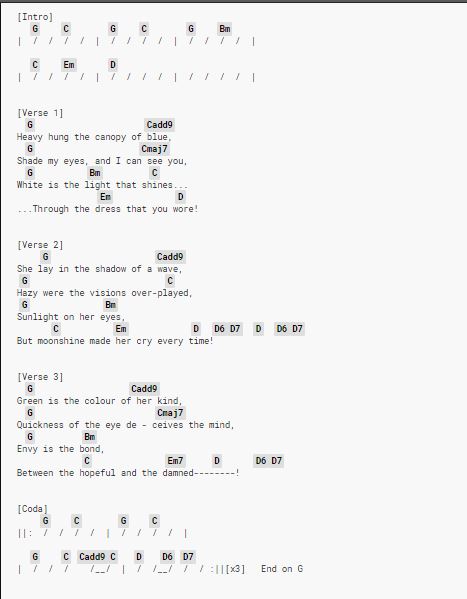 [Intro]
G C G C G Bm
| / / / / | / / / / | / / / / |
C Em D
| / / / / | / / / / | / / / / |
[Verse 1]
G Cadd9
Heavy hung the canopy of blue,
G Cmaj7
Shade my eyes, and I can see you,
G Bm C
White is the light that shines...
Em D
...Through the dress that you wore!
[Verse 2]
G Cadd9
She lay in the shadow of a wave,
G C
Hazy were the visions over-played,
G Bm
Sunlight on her eyes,
C Em D D6 D7 D D6 D7
But moonshine made her cry every time!
[Verse 3]
G Cadd9
Green is the colour of her kind,
G Cmaj7
Quickness of the eye de - ceives the mind,
G Bm
Envy is the bond,
C Em7 D D6 D7
Between the hopeful and the damned--------!
[Coda]
G C G C
||: / / / / | / / / / |
G C Cadd9 C D D6 D7
| / / / /__/ | / /__/ / / :||[x3] End on G